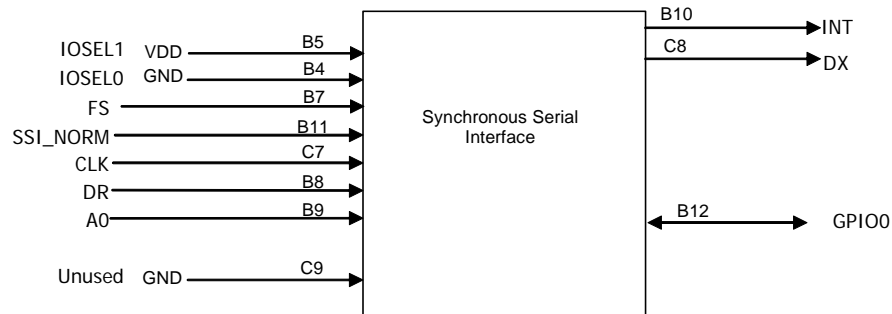 IOSEL1 VDD B5
IOSEL0 GND B4
FS B7
SSI_NORM B11
CLK C7
DR B8
A0 B9
Unused GND C9
Synchronous Serial
Interface
B10 INT
C8 DX
B12 GPIO0